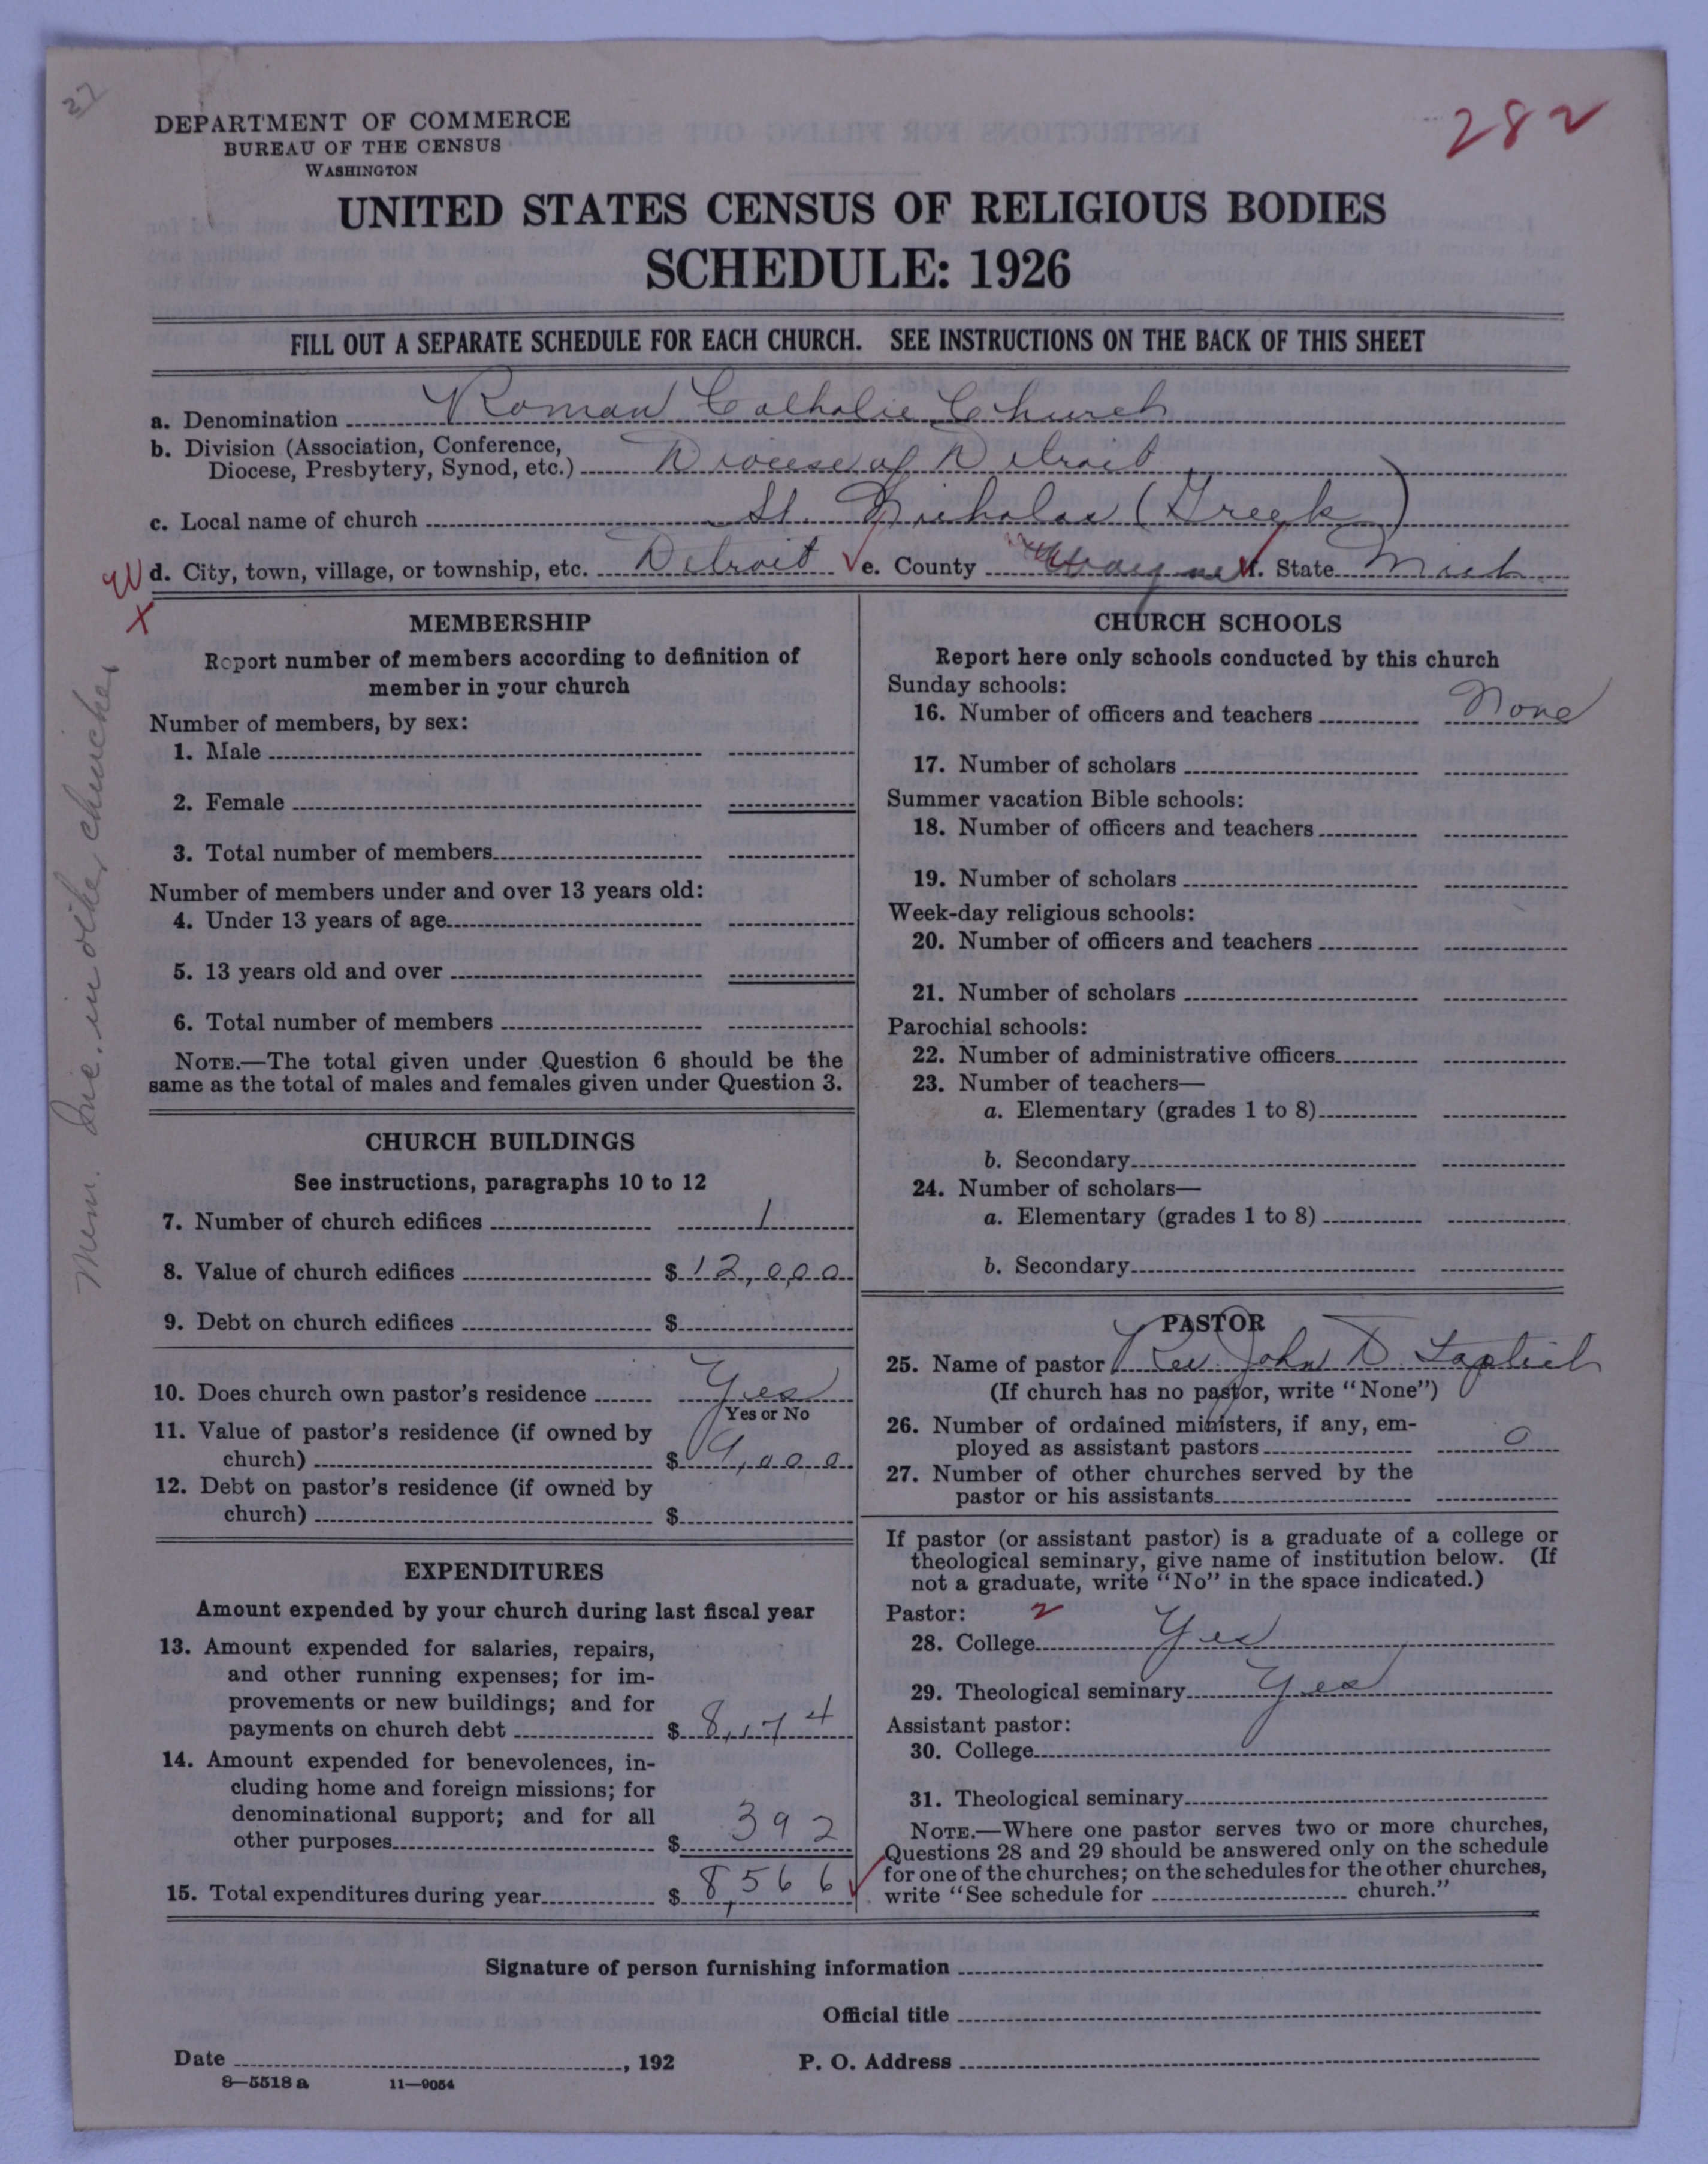 27
282
DEPARTMENT OF COMMERCE
BUREAU OF THE CENSUS
WASHINGTON
UNITED STATES CENSUS OF RELIGIOUS BODIES
SCHEDULE: 1926
FILL OUT A SEPARATE SCHEDULE FOR EACH CHURCH. SEE INSTRUCTIONS ON THE BACK OF THIS SHEET
a. Denomination Roman Catholic Church
b. Division (Association, Conference,
Diocese, Presbytery, Synod, etc.) Diocese of Detroit
c. Local name of church St. Nicholas (Greek)
W d. City, town, village, or township, etc. Detroit ✓ e. County Wayne ✓ f. State Mich
X
Mem. Inc. in other churches
MEMBERSHIP
Report number of members according to definition of
member in your church
Number of members, by sex:
1. Male
2. Female
3. Total number of members
Number of members under and over 13 years old:
4. Under 13 years of age
5. 13 years old and over
6. Total number of members
NOTE.—The total given under Question 6 should be the
same as the total of males and females given under Question 3.
CHURCH BUILDINGS
See instructions, paragraphs 10 to 12
7. Number of church edifices 1
8. Value of church edifices $ 12,000
9. Debt on church edifices $
10. Does church own pastor's residence Yes
Yes or No
11. Value of pastor's residence (if owned by
church) $ 9,000
12. Debt on pastor's residence (if owned by
church) $
EXPENDITURES
Amount expended by your church during last fiscal year
13. Amount expended for salaries, repairs,
and other running expenses; for im-
provements or new buildings; and for
payments on church debt $ 8,174
14. Amount expended for benevolences, in-
cluding home and foreign missions; for
denominational support; and for all
other purposes $ 392
15. Total expenditures during year $ 8,566 ✓
CHURCH SCHOOLS
Report here only schools conducted by this church
Sunday schools:
16. Number of officers and teachers None
17. Number of scholars
Summer vacation Bible schools:
18. Number of officers and teachers
19. Number of scholars
Week-day religious schools:
20. Number of officers and teachers
21. Number of scholars
Parochial schools:
22. Number of administrative officers
23. Number of teachers—
a. Elementary (grades 1 to 8)
b. Secondary
24. Number of scholars—
a. Elementary (grades 1 to 8)
b. Secondary
PASTOR
25. Name of pastor Rev. John D.
(If church has no pastor, write "None")
26. Number of ordained ministers, if any, em-
ployed as assistant pastors 0
27. Number of other churches served by the
pastor or his assistants
If pastor (or assistant pastor) is a graduate of a college or
theological seminary, give name of institution below. (If
not a graduate, write "No" in the space indicated.)
Pastor: 2
28. College Yes
29. Theological seminary Yes
Assistant pastor:
30. College
31. Theological seminary
NOTE.—Where one pastor serves two or more churches,
Questions 28 and 29 should be answered only on the schedule
for one of the churches; on the schedules for the other churches,
write "See schedule for church."
Signature of person furnishing information
Official title
Date , 192 P. O. Address
8—5518 a 11—9054